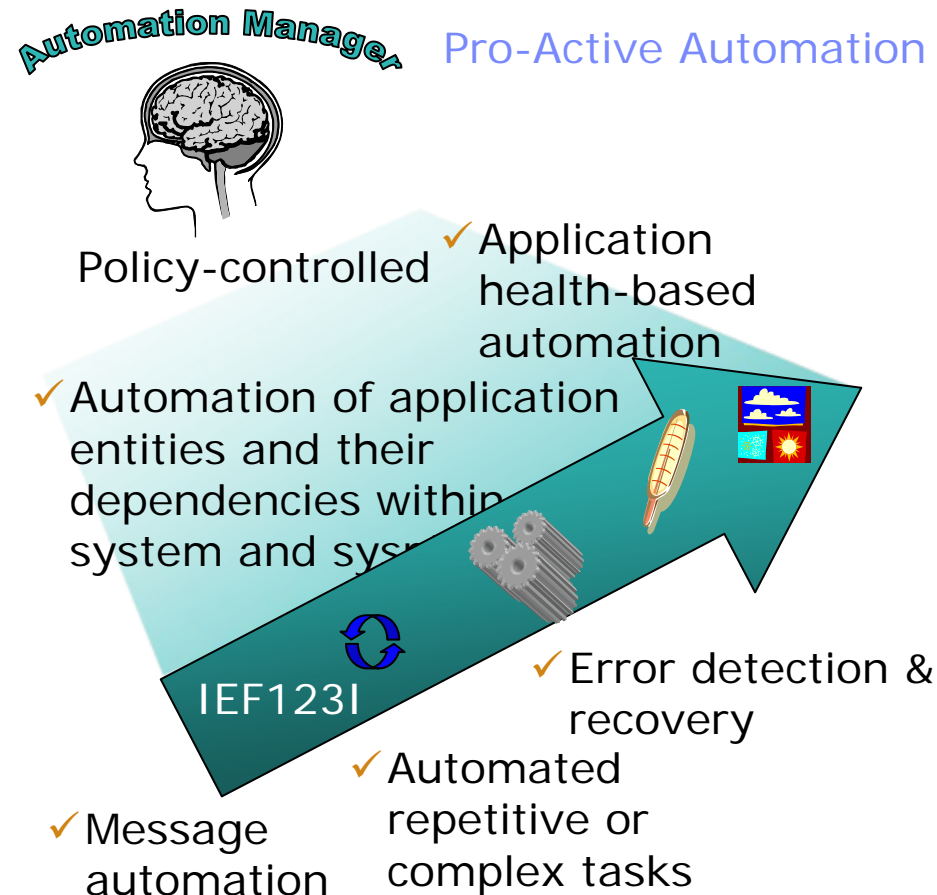 Automation Manager
Pro-Active Automation
Policy-controlled
✓ Application
health-based
automation
✓ Automation of application
entities and their
dependencies within
system and sys
IEF123I
✓ Error detection &
recovery
✓ Automated
repetitive or
complex tasks
✓ Message
automation